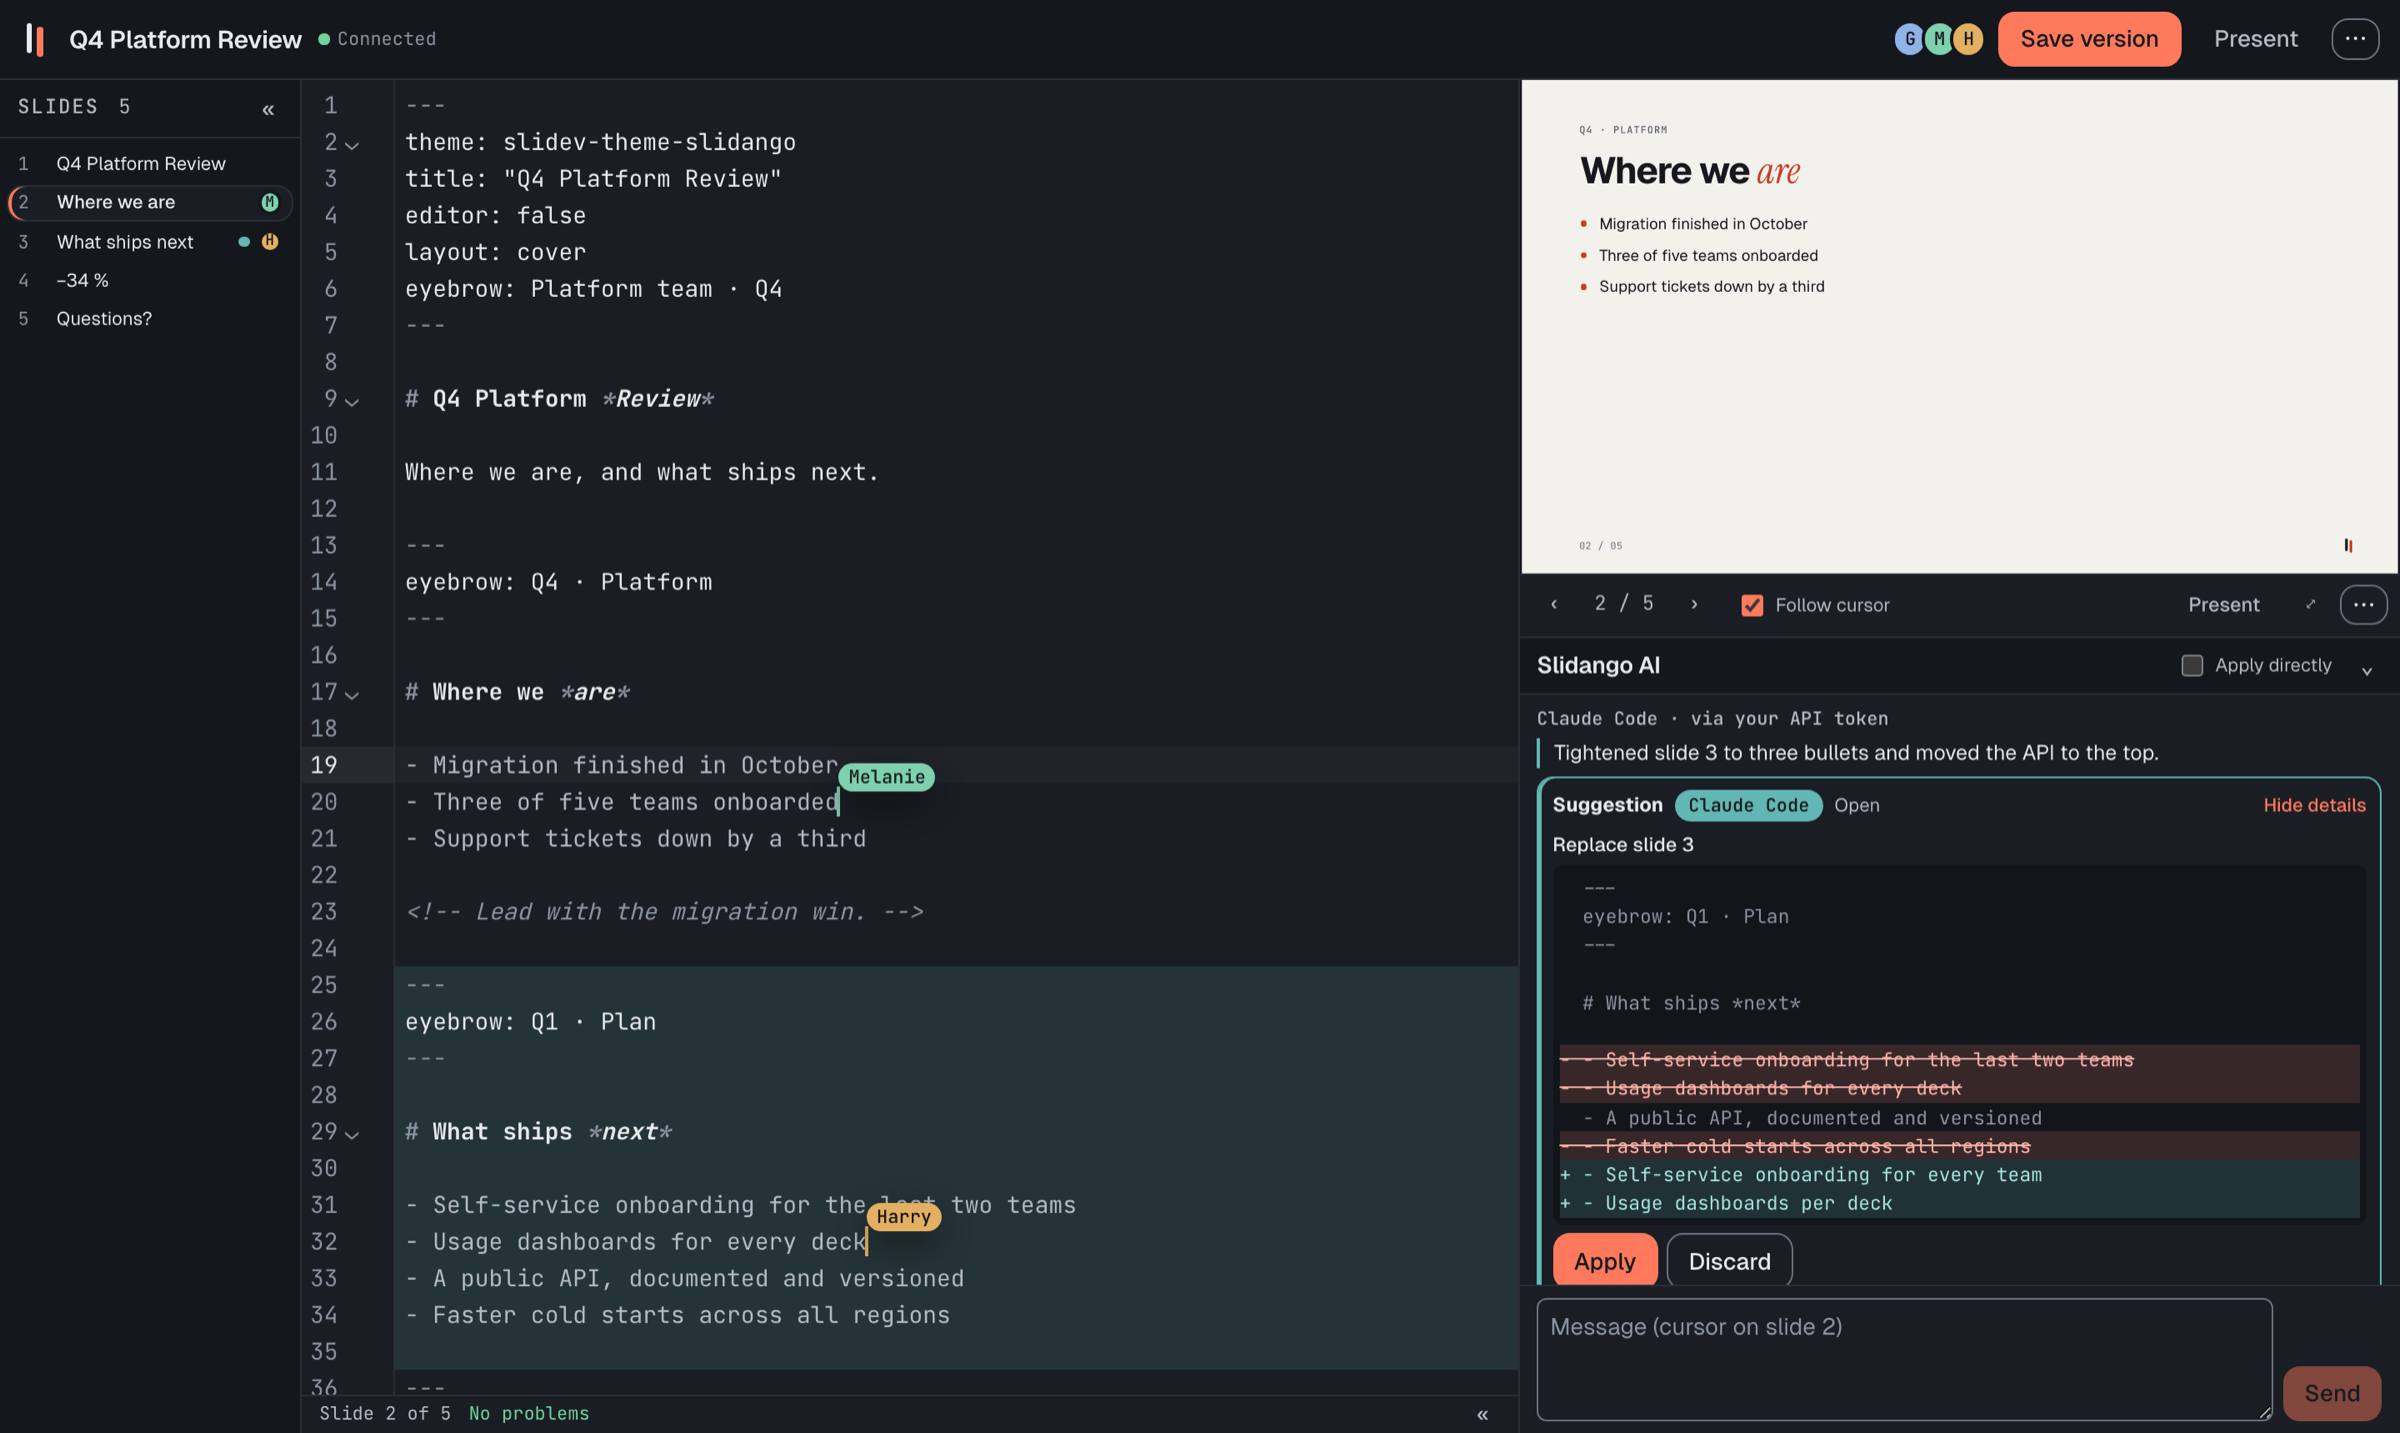 Q4 Platform Review
Connected
G M H
Save version
Present
SLIDES 5
1 Q4 Platform Review
2 Where we are M
3 What ships next H
4 –34 %
5 Questions?
1 ---
2 theme: slidev-theme-slidango
3 title: "Q4 Platform Review"
4 editor: false
5 layout: cover
6 eyebrow: Platform team · Q4
7 ---
8
9 # Q4 Platform *Review*
10
11 Where we are, and what ships next.
12
13 ---
14 eyebrow: Q4 · Platform
15 ---
16
17 # Where we *are*
18
19 - Migration finished in October
Melanie
20 - Three of five teams onboarded
21 - Support tickets down by a third
22
23 <!-- Lead with the migration win. -->
24
25 ---
26 eyebrow: Q1 · Plan
27 ---
28
29 # What ships *next*
30
31 - Self-service onboarding for the last two teams
Harry
32 - Usage dashboards for every deck
33 - A public API, documented and versioned
34 - Faster cold starts across all regions
35
36 ---
Slide 2 of 5 No problems
Q4 · PLATFORM
Where we are
Migration finished in October
Three of five teams onboarded
Support tickets down by a third
02 / 05
2 / 5
Follow cursor
Present
Slidango AI
Apply directly
Claude Code · via your API token
Tightened slide 3 to three bullets and moved the API to the top.
Suggestion Claude Code Open
Hide details
Replace slide 3
---
eyebrow: Q1 · Plan
---
# What ships *next*
- - Self-service onboarding for the last two teams
- - Usage dashboards for every deck
- A public API, documented and versioned
- - Faster cold starts across all regions
+ - Self-service onboarding for every team
+ - Usage dashboards per deck
Apply
Discard
Message (cursor on slide 2)
Send